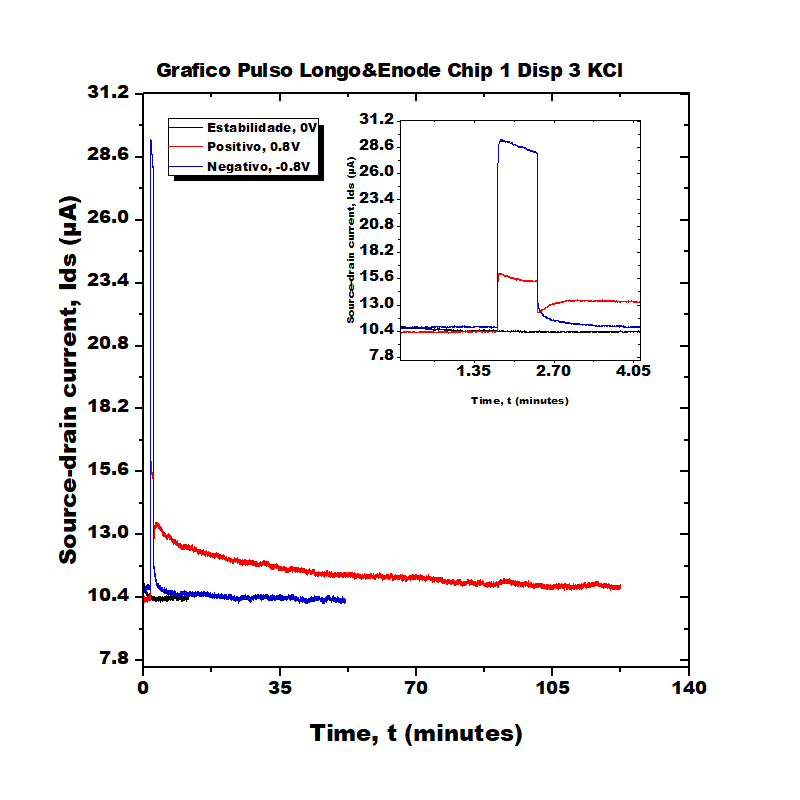 Grafico Pulso Longo&Enode Chip 1 Disp 3 KCl
Source-drain current, Ids (µA)
31.2
28.6
26.0
23.4
20.8
18.2
15.6
13.0
10.4
7.8
Estabilidade, 0V
Positivo, 0.8V
Negativo, -0.8V
Source-drain current, Ids (µA)
31.2
28.6
26.0
23.4
20.8
18.2
15.6
13.0
10.4
7.8
1.35 2.70 4.05
Time, t (minutes)
0 35 70 105 140
Time, t (minutes)